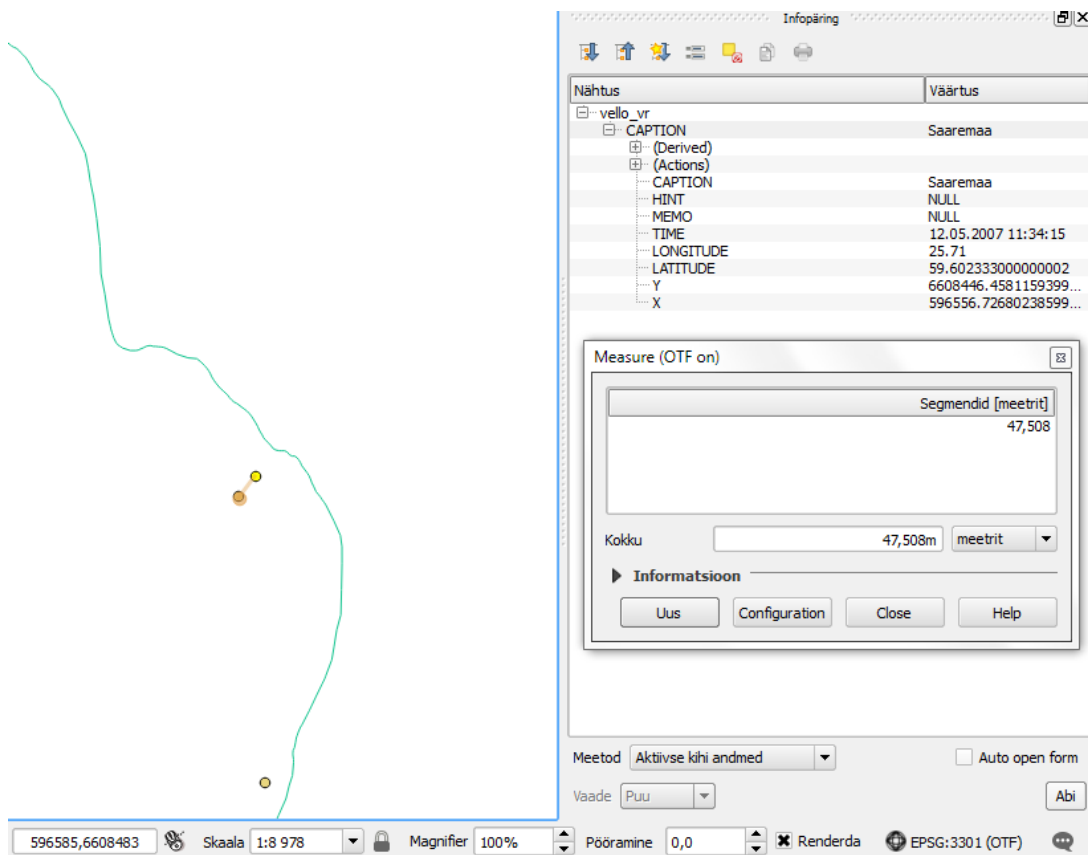 Infopäring
Nähtus Väärtus
vello_vr
CAPTION Saaremaa
(Derived)
(Actions)
CAPTION Saaremaa
HINT NULL
MEMO NULL
TIME 12.05.2007 11:34:15
LONGITUDE 25.71
LATITUDE 59.602333000000002
Y 6608446.4581159399...
X 596556.72680238599...
Measure (OTF on)
Segmendid [meetrit]
47,508
Kokku 47,508m meetrit
Informatsioon
Uus Configuration Close Help
Meetod Aktiivse kihi andmed Auto open form
Vaade Puu Abi
596585,6608483 Skaala 1:8 978 Magnifier 100% Pööramine 0,0 Renderda EPSG:3301 (OTF)